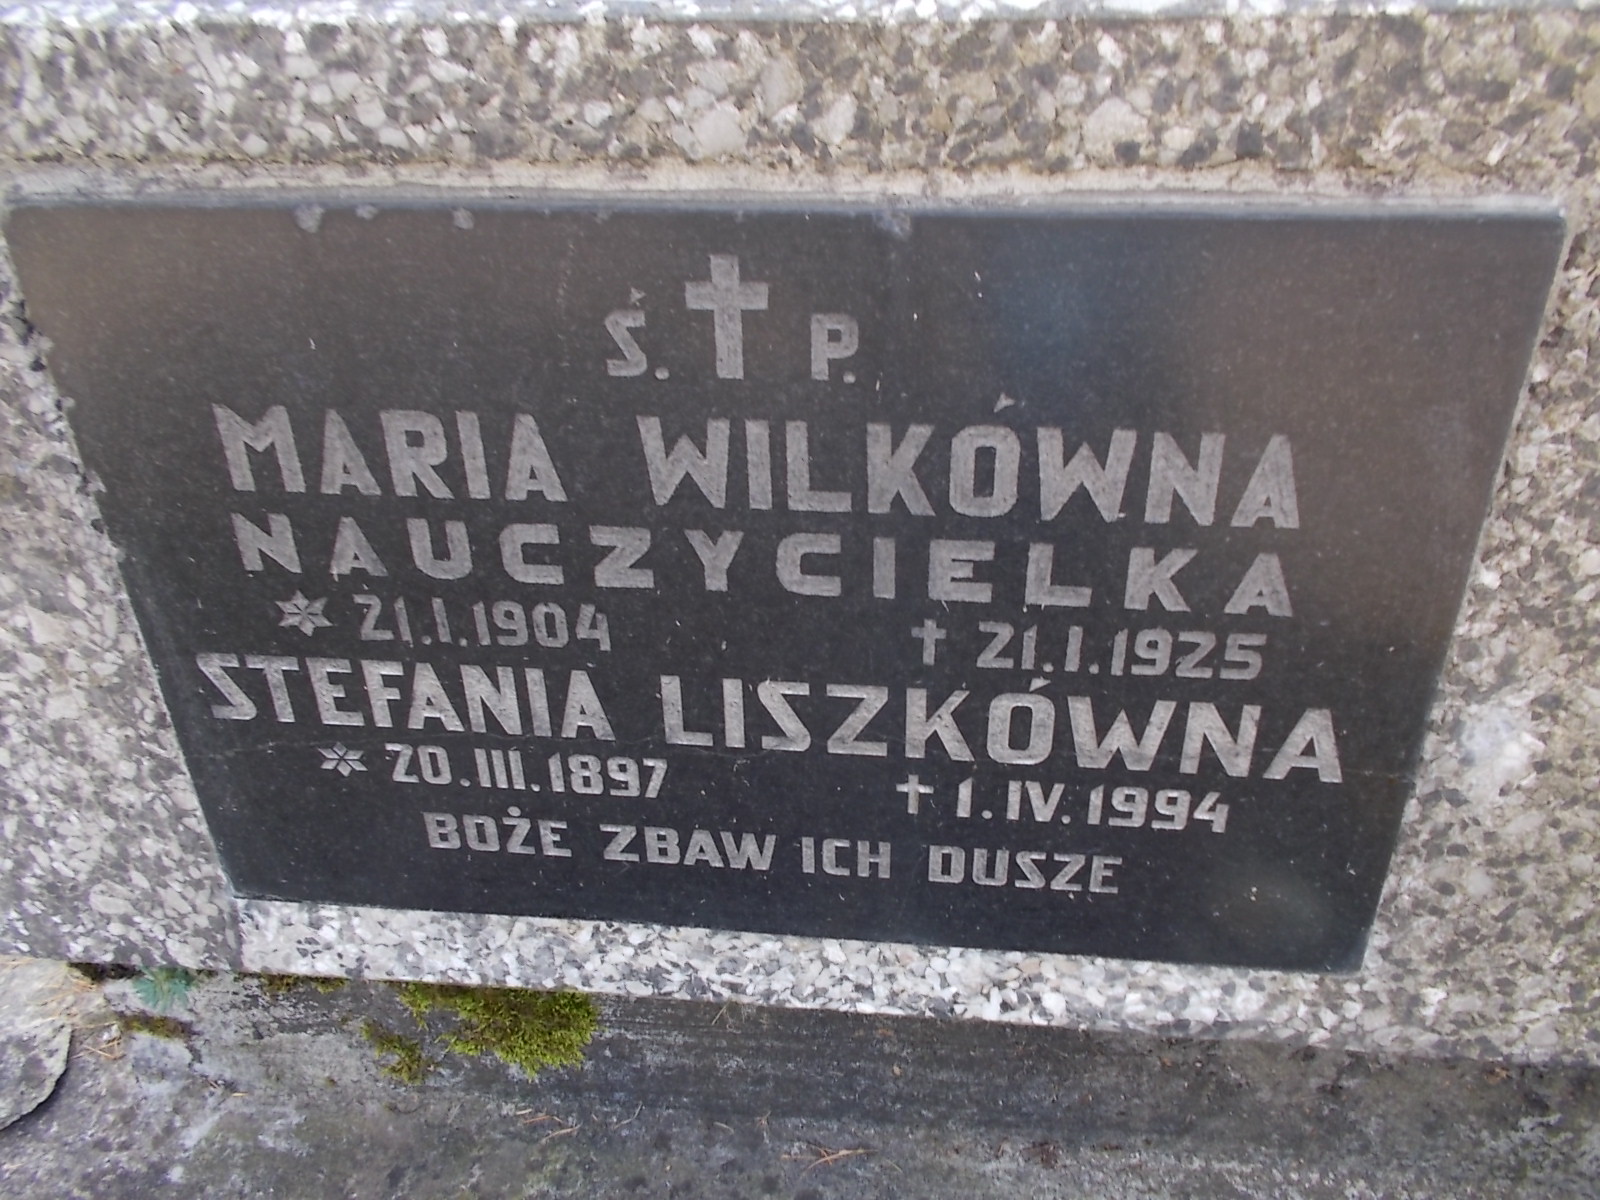 Ś. ✝ P.
MARIA WILKÓWNA
NAUCZYCIELKA
* 21.I.1904 ✝ 21.I.1925
STEFANIA LISZKÓWNA
* 20.III.1897 ✝ 1.IV.1994
BOŻE ZBAW ICH DUSZE